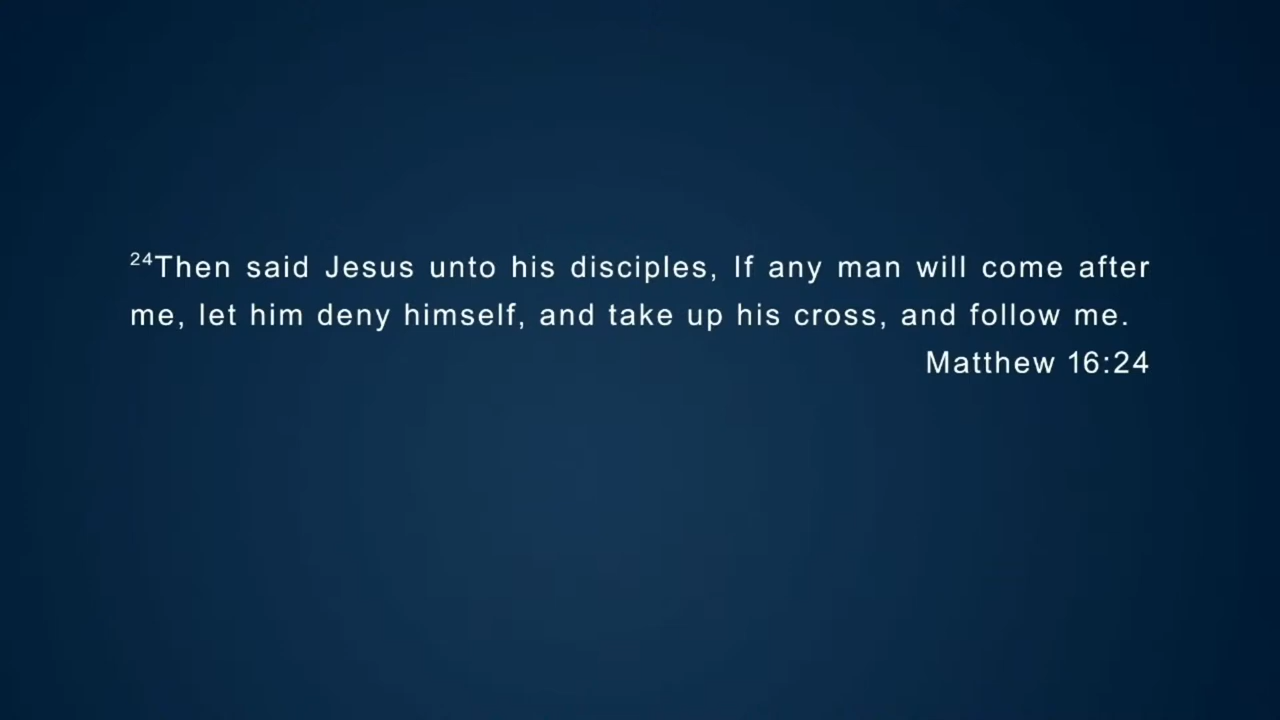 ²⁴Then said Jesus unto his disciples, If any man will come after
me, let him deny himself, and take up his cross, and follow me.
Matthew 16:24